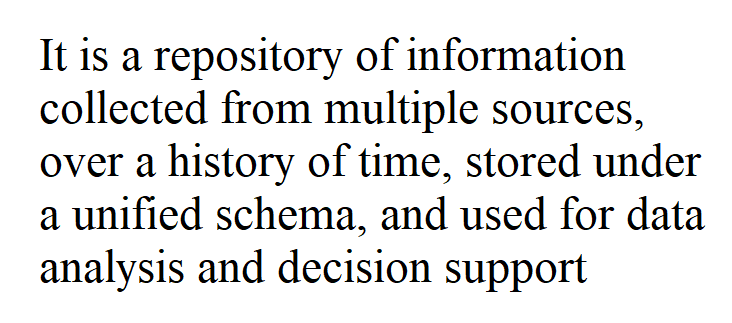 It is a repository of information
collected from multiple sources,
over a history of time, stored under
a unified schema, and used for data
analysis and decision support